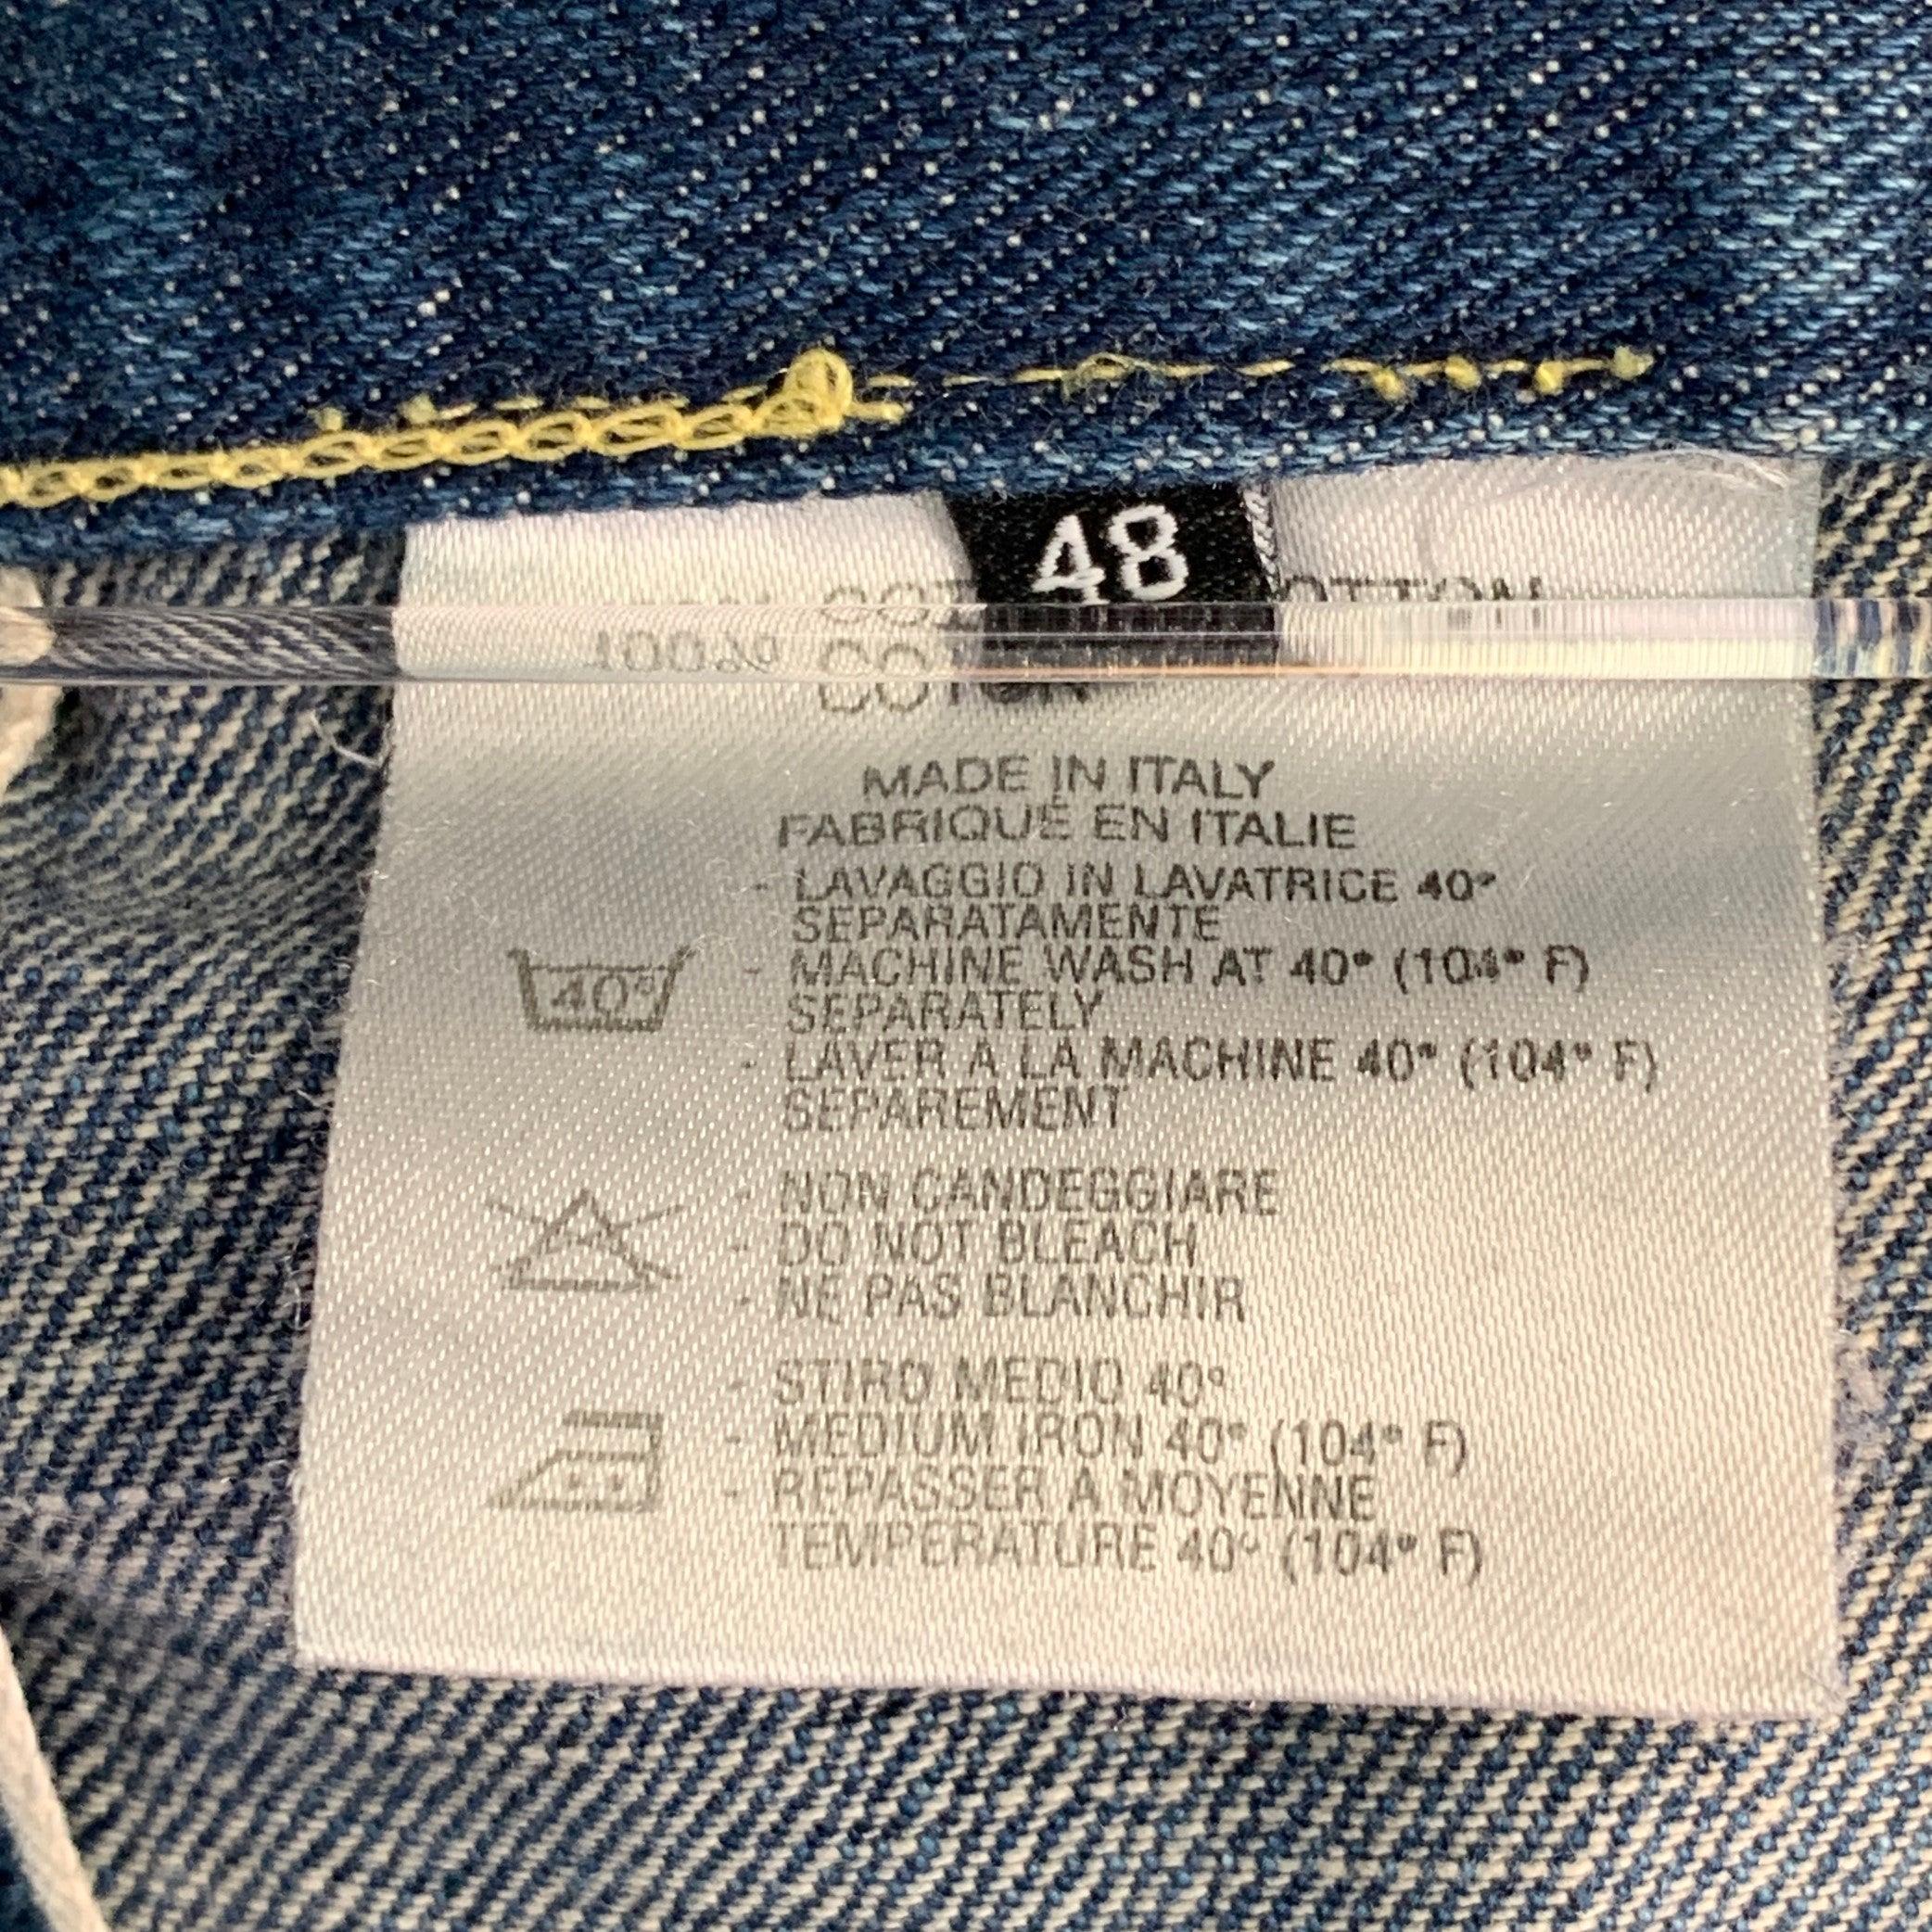 48
100%
MADE IN ITALY
FABRIQUÉ EN ITALIE
- LAVAGGIO IN LAVATRICE 40°
SEPARATAMENTE
40°
- MACHINE WASH AT 40° (104° F)
SEPARATELY
- LAVER A LA MACHINE 40° (104° F)
SEPAREMENT
- NON CANDEGGIARE
- DO NOT BLEACH
- NE PAS BLANCHIR
- STIRO MEDIO 40°
- MEDIUM IRON 40° (104° F)
- REPASSER A MOYENNE
TEMPERATURE 40° (104° F)